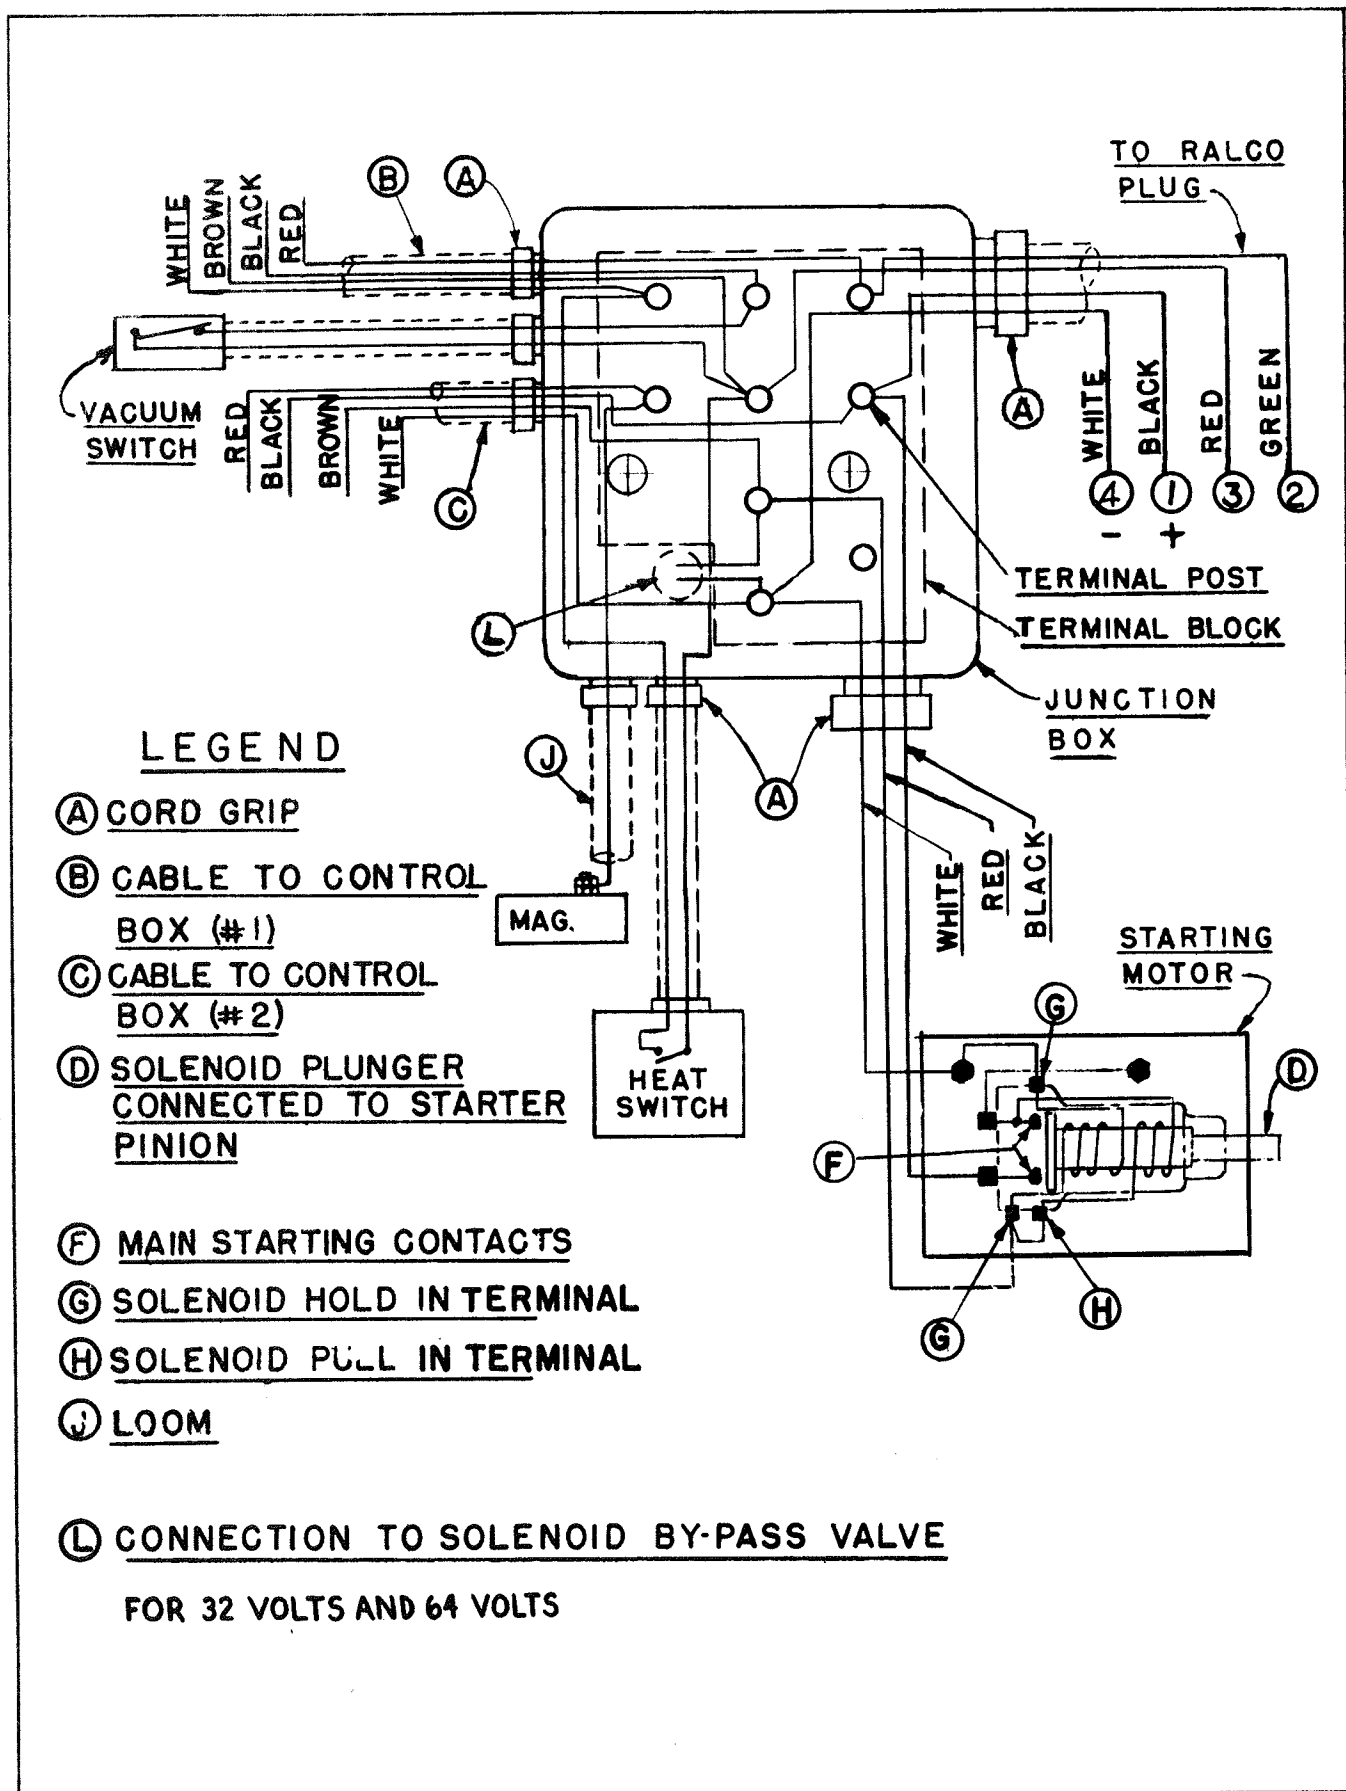 TO RALCO
PLUG
B
A
WHITE
BROWN
BLACK
RED
VACUUM
SWITCH
RED
BLACK
BROWN
WHITE
C
A
WHITE
BLACK
RED
GREEN
4
1
3
2
-
+
TERMINAL POST
TERMINAL BLOCK
L
JUNCTION
BOX
J
A
MAG.
HEAT
SWITCH
WHITE
RED
BLACK
STARTING
MOTOR
G
D
F
G
H
LEGEND
A CORD GRIP
B CABLE TO CONTROL
BOX (#1)
C CABLE TO CONTROL
BOX (#2)
D SOLENOID PLUNGER
CONNECTED TO STARTER
PINION
F MAIN STARTING CONTACTS
G SOLENOID HOLD IN TERMINAL
H SOLENOID PULL IN TERMINAL
J LOOM
L CONNECTION TO SOLENOID BY-PASS VALVE
FOR 32 VOLTS AND 64 VOLTS